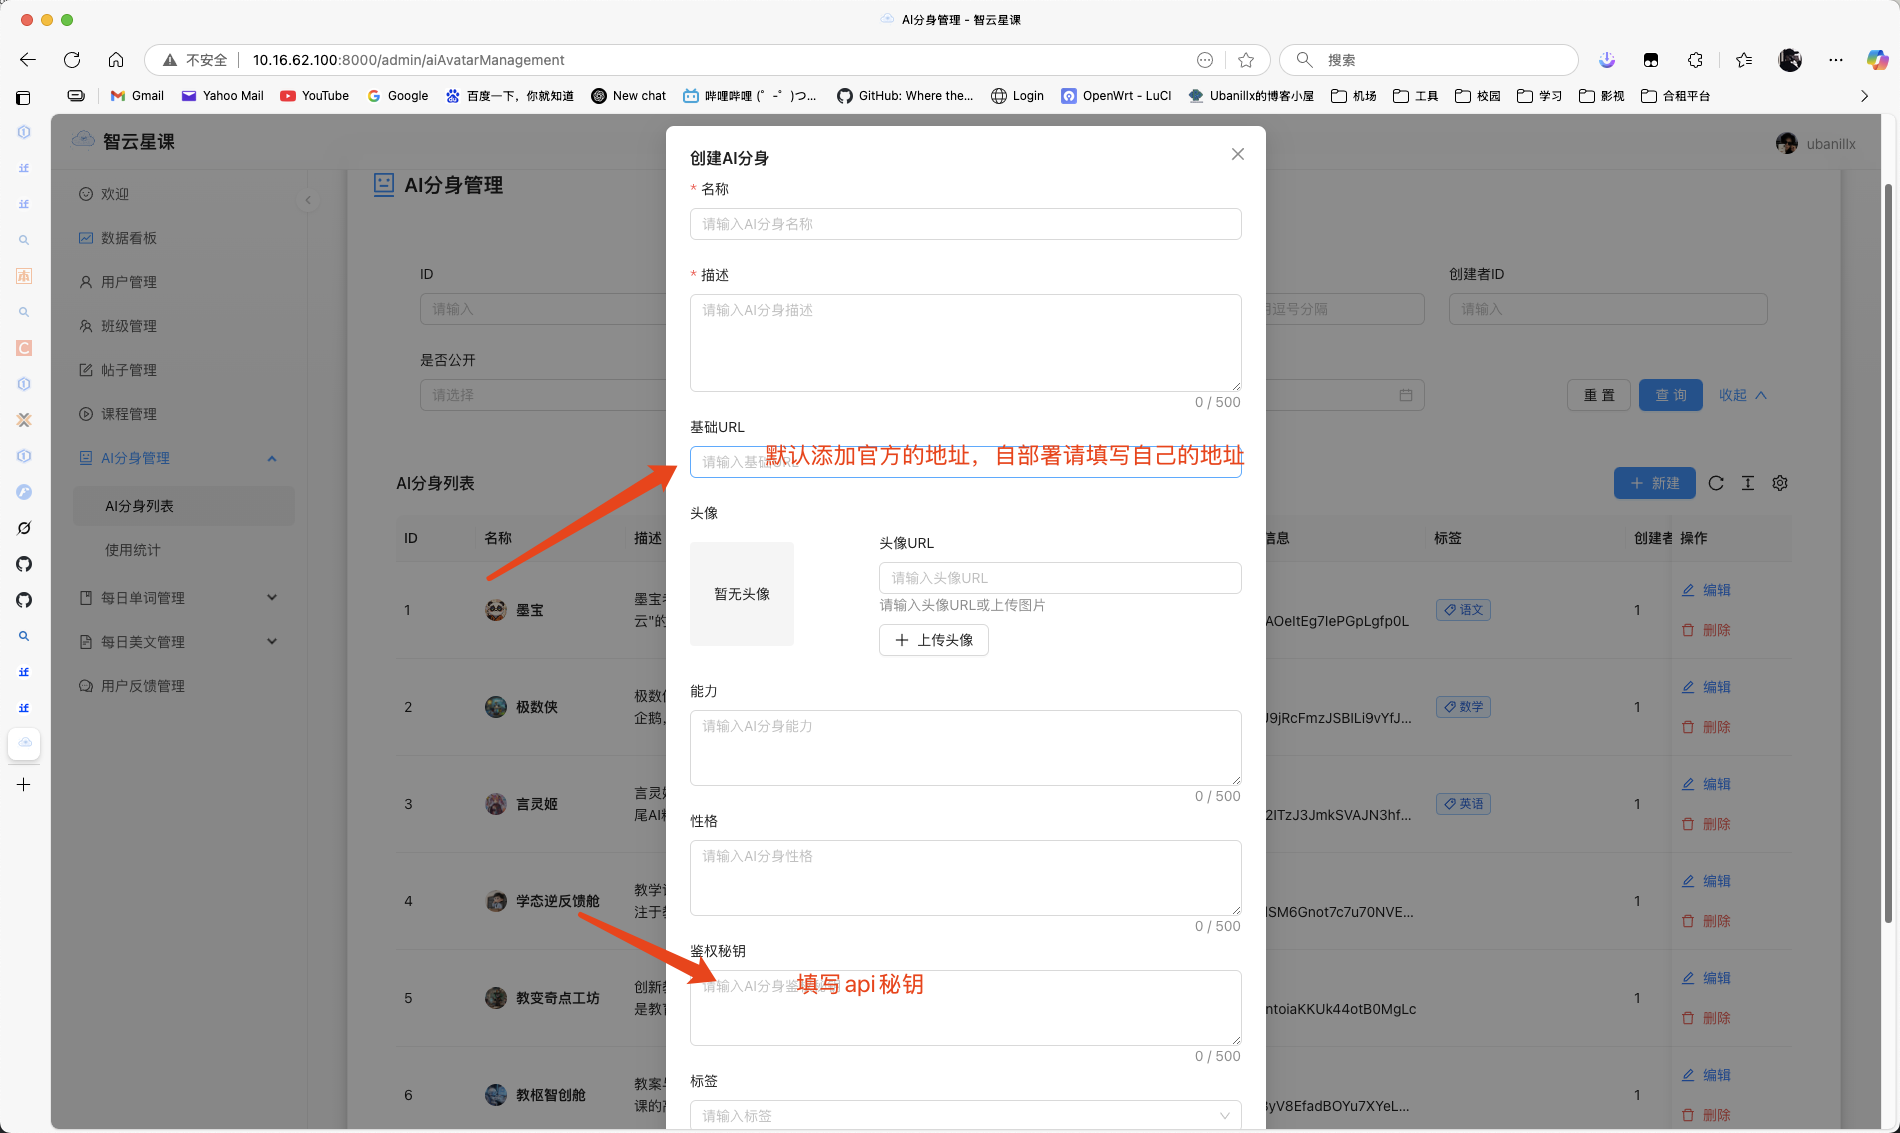 AI分身管理 - 智云星课
不安全 10.16.62.100:8000/admin/aiAvatarManagement
搜索
Gmail
Yahoo Mail
YouTube
Google
百度一下，你就知道
New chat
哔哩哔哩 (゜-゜)つ...
GitHub: Where the...
Login
OpenWrt - LuCI
Ubanillx的博客小屋
机场
工具
校园
学习
影视
合租平台
智云星课
ubanillx
欢迎
数据看板
用户管理
班级管理
帖子管理
课程管理
AI分身管理
AI分身列表
使用统计
每日单词管理
每日美文管理
用户反馈管理
AI分身管理
ID
请输入
用逗号分隔
创建者ID
请输入
是否公开
请选择
重 置
查 询
收起
AI分身列表
新建
ID 名称 描述 信息 标签 创建者 操作
1 墨宝 墨宝 AOeltEg7lePGpLgfp0L 语文 1 编辑
云"的 删除
2 极数侠 极数 J9jRcFmzJSBILi9vYfJ... 数学 1 编辑
企鹅, 删除
3 言灵姬 言灵 2ITzJ3JmkSVAJN3hf... 英语 1 编辑
尾AI 删除
4 学态逆反馈舱 教学 ISM6Gnot7c7u70NVE... 1 编辑
注于 删除
5 教变奇点工坊 创新 ntoiaKKUk44otB0MgLc 1 编辑
是教 删除
6 教枢智创舱 教案 3yV8EfadBOYu7XYeL... 1 编辑
课的 删除
创建AI分身
* 名称
请输入AI分身名称
* 描述
请输入AI分身描述
0 / 500
基础URL
请输入基础URL
默认添加官方的地址，自部署请填写自己的地址
头像
暂无头像
头像URL
请输入头像URL
请输入头像URL或上传图片
上传头像
能力
请输入AI分身能力
0 / 500
性格
请输入AI分身性格
0 / 500
鉴权秘钥
请输入AI分身鉴
填写api秘钥
0 / 500
标签
请输入标签